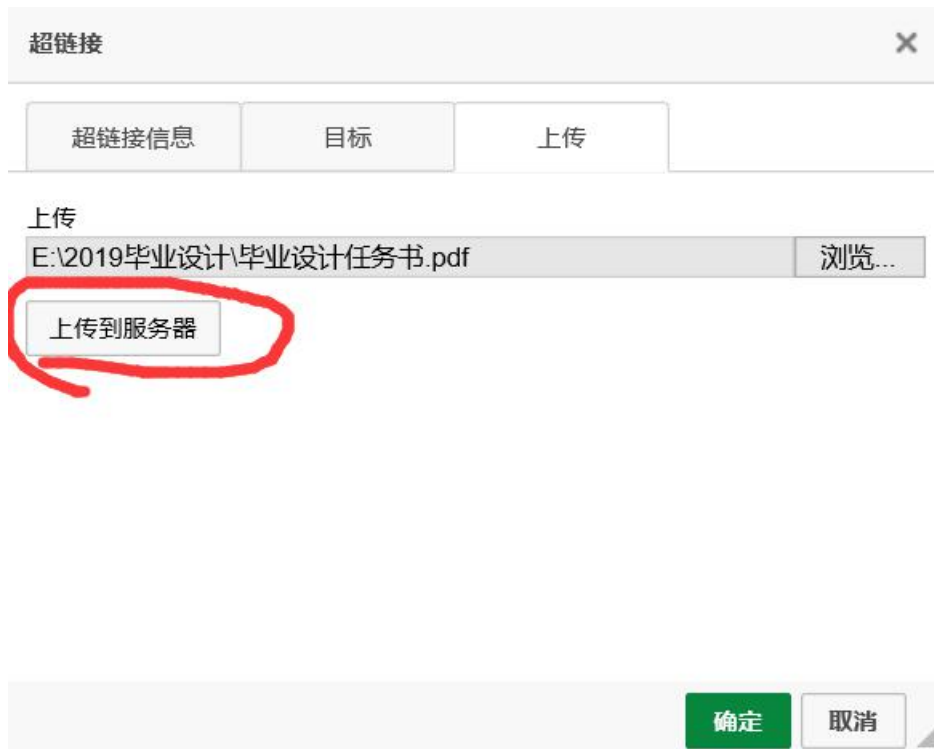 超链接
超链接信息 目标 上传
上传
E:\2019毕业设计\毕业设计任务书.pdf 浏览...
上传到服务器
确定 取消